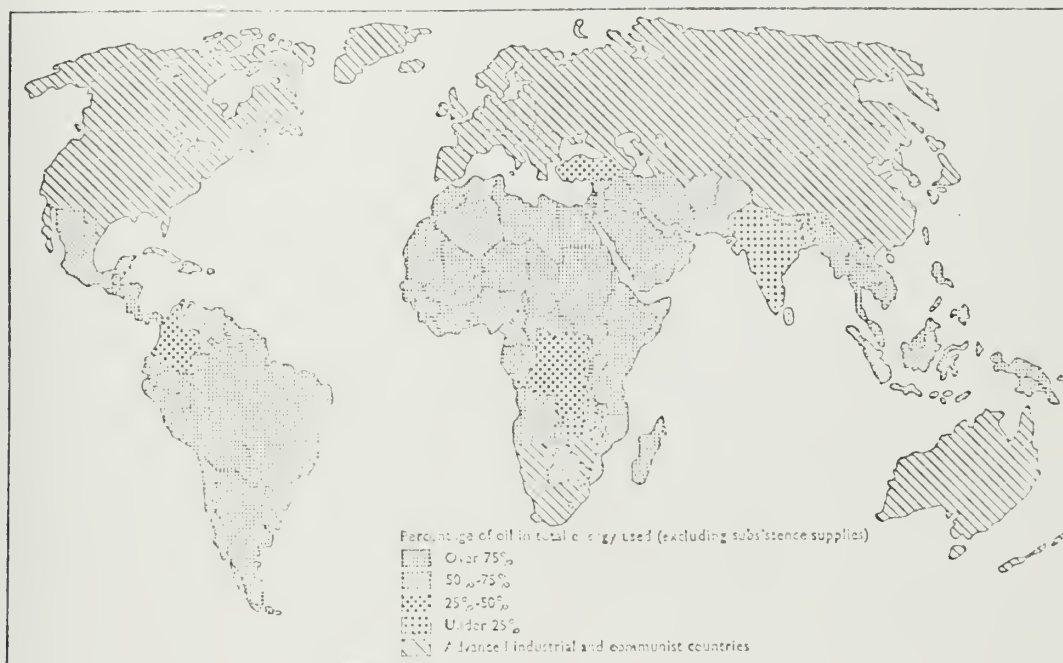 Percentage of oil in total energy used (excluding subsistence supplies)
Over 75%
50%-75%
25%-50%
Under 25%
Advanced industrial and communist countries